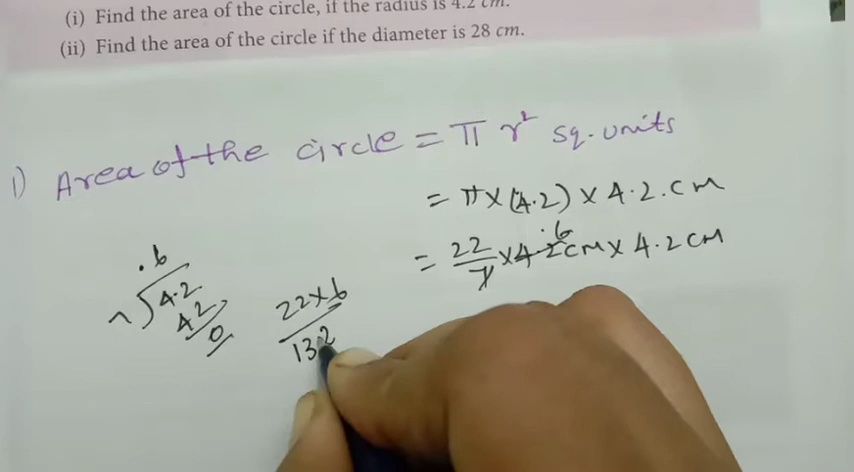 (i) Find the area of the circle, if the radius is 4.2 cm.
(ii) Find the area of the circle if the diameter is 28 cm.
1) Area of the circle = π r² sq. units
= π × (4.2) × 4.2 . cm
.6
= 22/7 × 4.2 cm × 4.2 cm
.6
7 ) 4.2
42
0
22 × 6
132